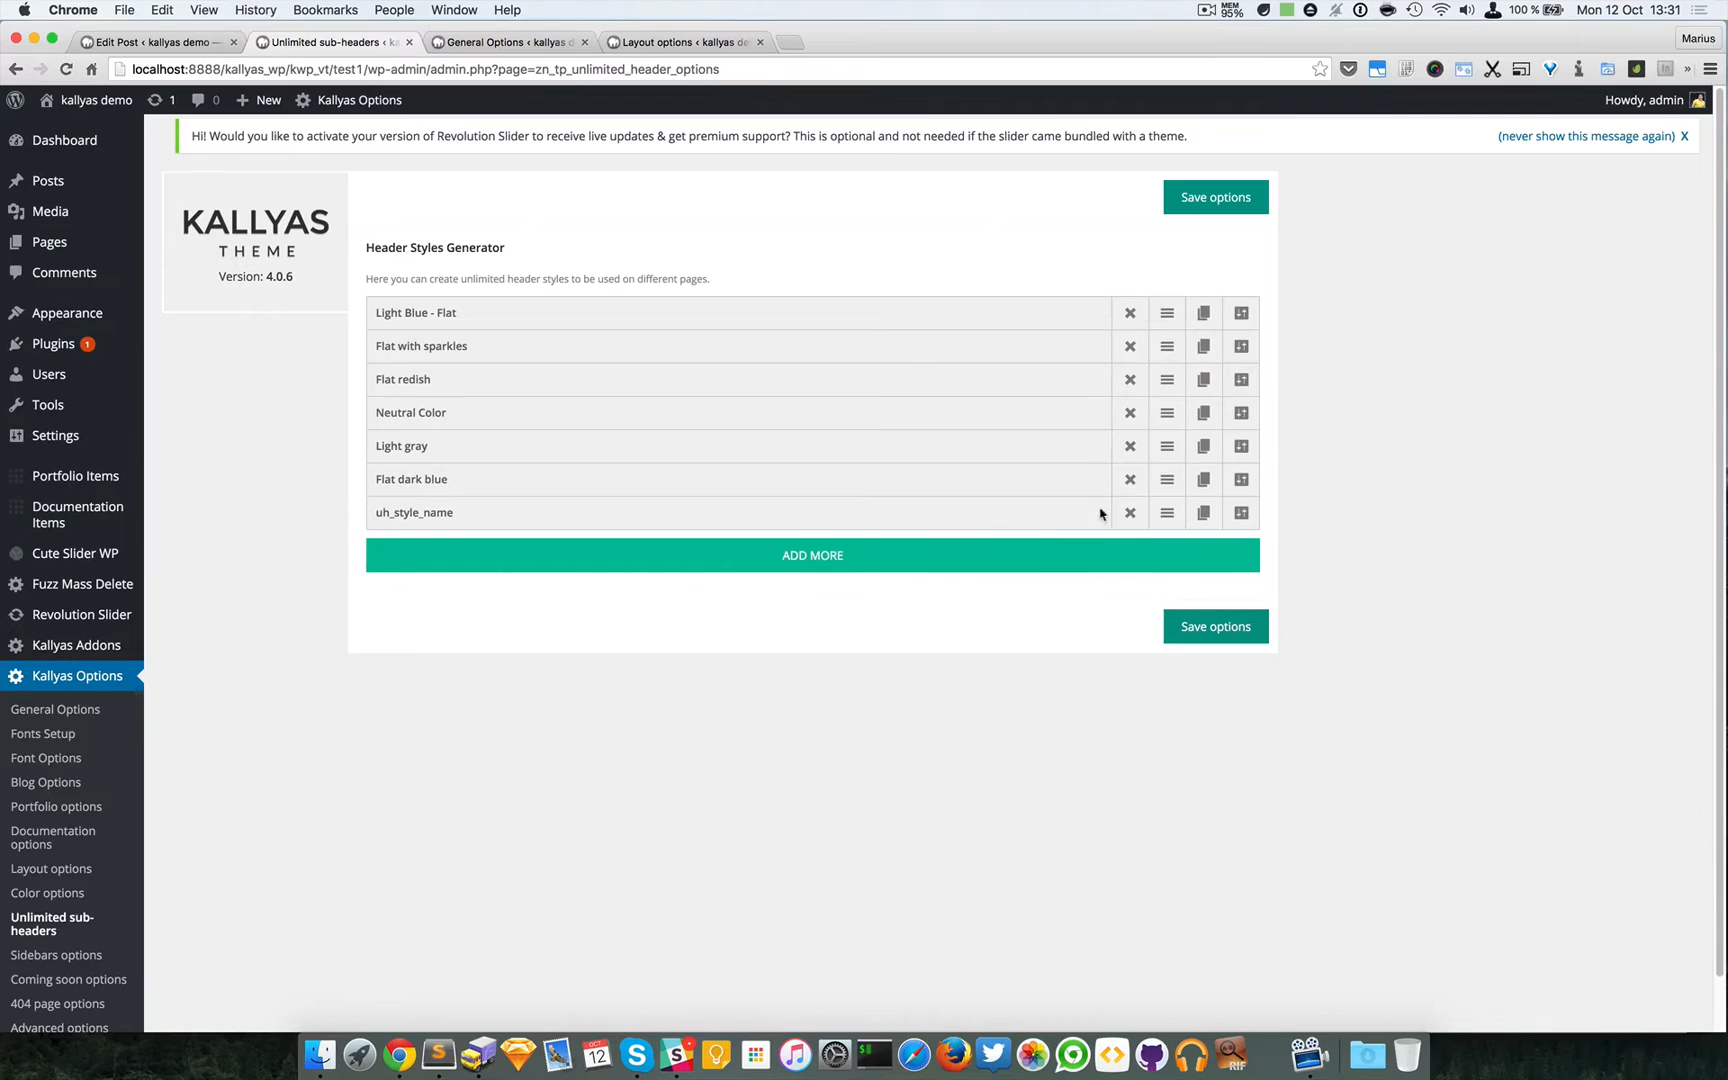 Chrome File Edit View History Bookmarks People Window Help MEM 95% 100 % Mon 12 Oct 13:31
Edit Post ‹ kallyas demo — Unlimited sub-headers ‹ ka General Options ‹ kallyas d Layout options ‹ kallyas de Marius
localhost:8888/kallyas_wp/kwp_vt/test1/wp-admin/admin.php?page=zn_tp_unlimited_header_options
kallyas demo 1 0 New Kallyas Options Howdy, admin
Hi! Would you like to activate your version of Revolution Slider to receive live updates & get premium support? This is optional and not needed if the slider came bundled with a theme. (never show this message again) X
Dashboard
Posts
Media
Pages
Comments
Appearance
Plugins 1
Users
Tools
Settings
Portfolio Items
Documentation
Items
Cute Slider WP
Fuzz Mass Delete
Revolution Slider
Kallyas Addons
Kallyas Options
General Options
Fonts Setup
Font Options
Blog Options
Portfolio options
Documentation
options
Layout options
Color options
Unlimited sub-
headers
Sidebars options
Coming soon options
404 page options
Advanced options
KALLYAS
THEME
Version: 4.0.6
Save options
Header Styles Generator
Here you can create unlimited header styles to be used on different pages.
Light Blue - Flat
Flat with sparkles
Flat redish
Neutral Color
Light gray
Flat dark blue
uh_style_name
ADD MORE
Save options
OCT
12
RIF